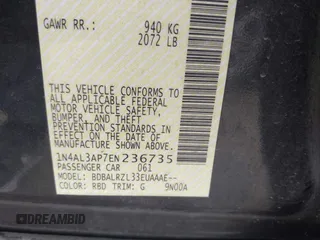 GAWR RR.: 940 KG
2072 LB
THIS VEHICLE CONFORMS TO ALL
APPLICABLE FEDERAL MOTOR
VEHICLE SAFETY,
BUMPER, AND THEFT
STANDARDS IN EFFECT ON
THE DATE OF
MANUFACTURE SHOWN ABOVE.
1N4AL3AP7EN236735
PASSENGER CAR 061
MODEL: BDBALRZL33EUAAAE--
COLOR: RBD TRIM: G 9N00A
DREAMBID